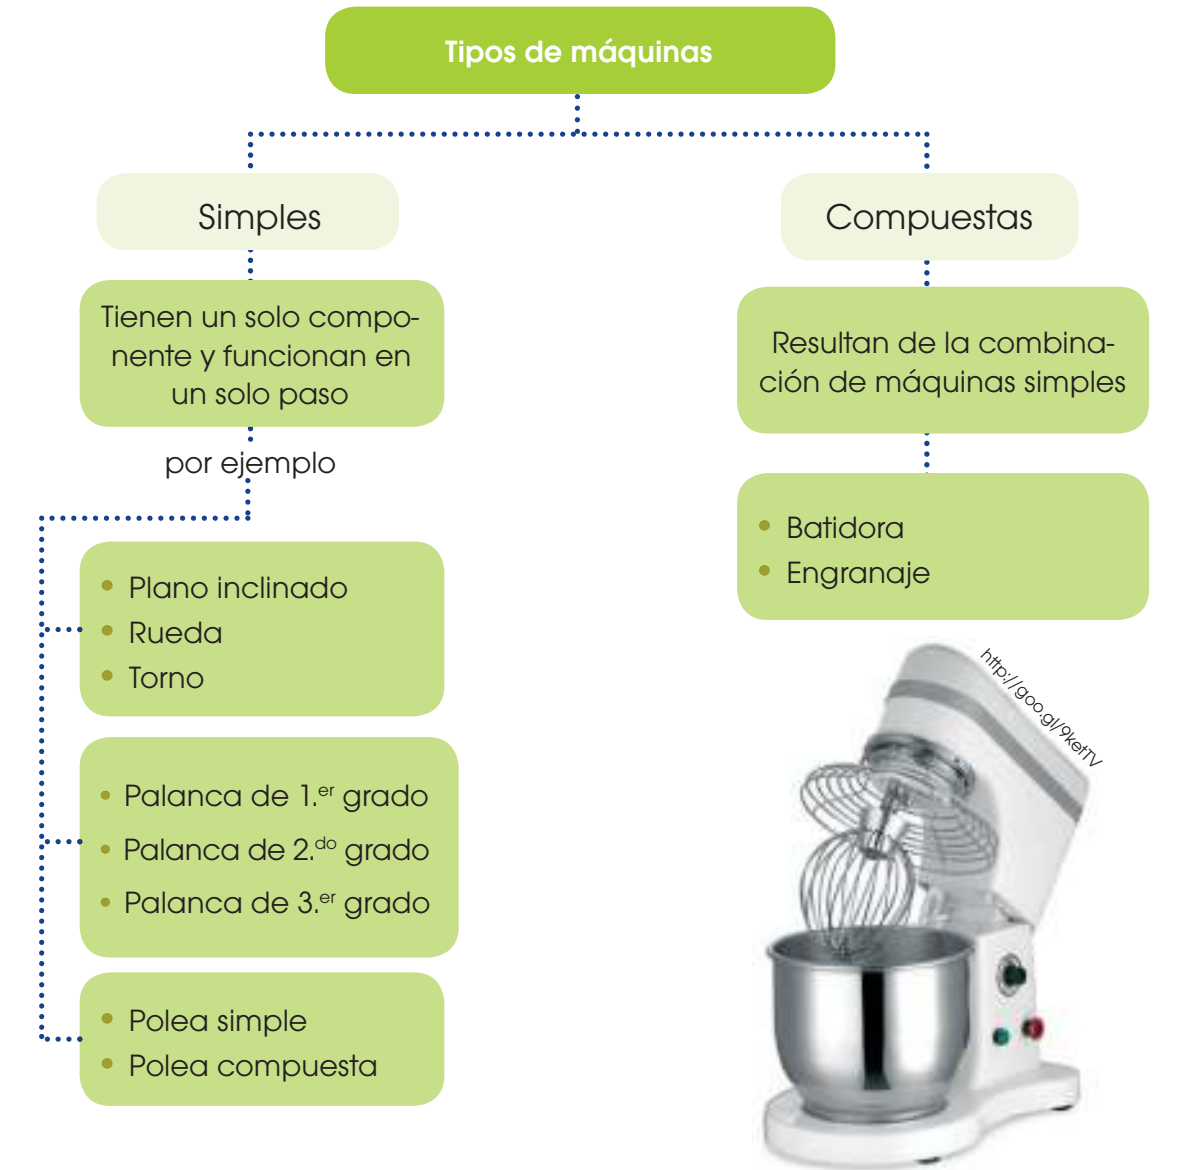 Tipos de máquinas
Simples
Tienen un solo compo-
nente y funcionan en
un solo paso
por ejemplo
• Plano inclinado
• Rueda
• Torno
• Palanca de 1.er grado
• Palanca de 2.do grado
• Palanca de 3.er grado
• Polea simple
• Polea compuesta
Compuestas
Resultan de la combina-
ción de máquinas simples
• Batidora
• Engranaje
http://goo.gl/9ketTV